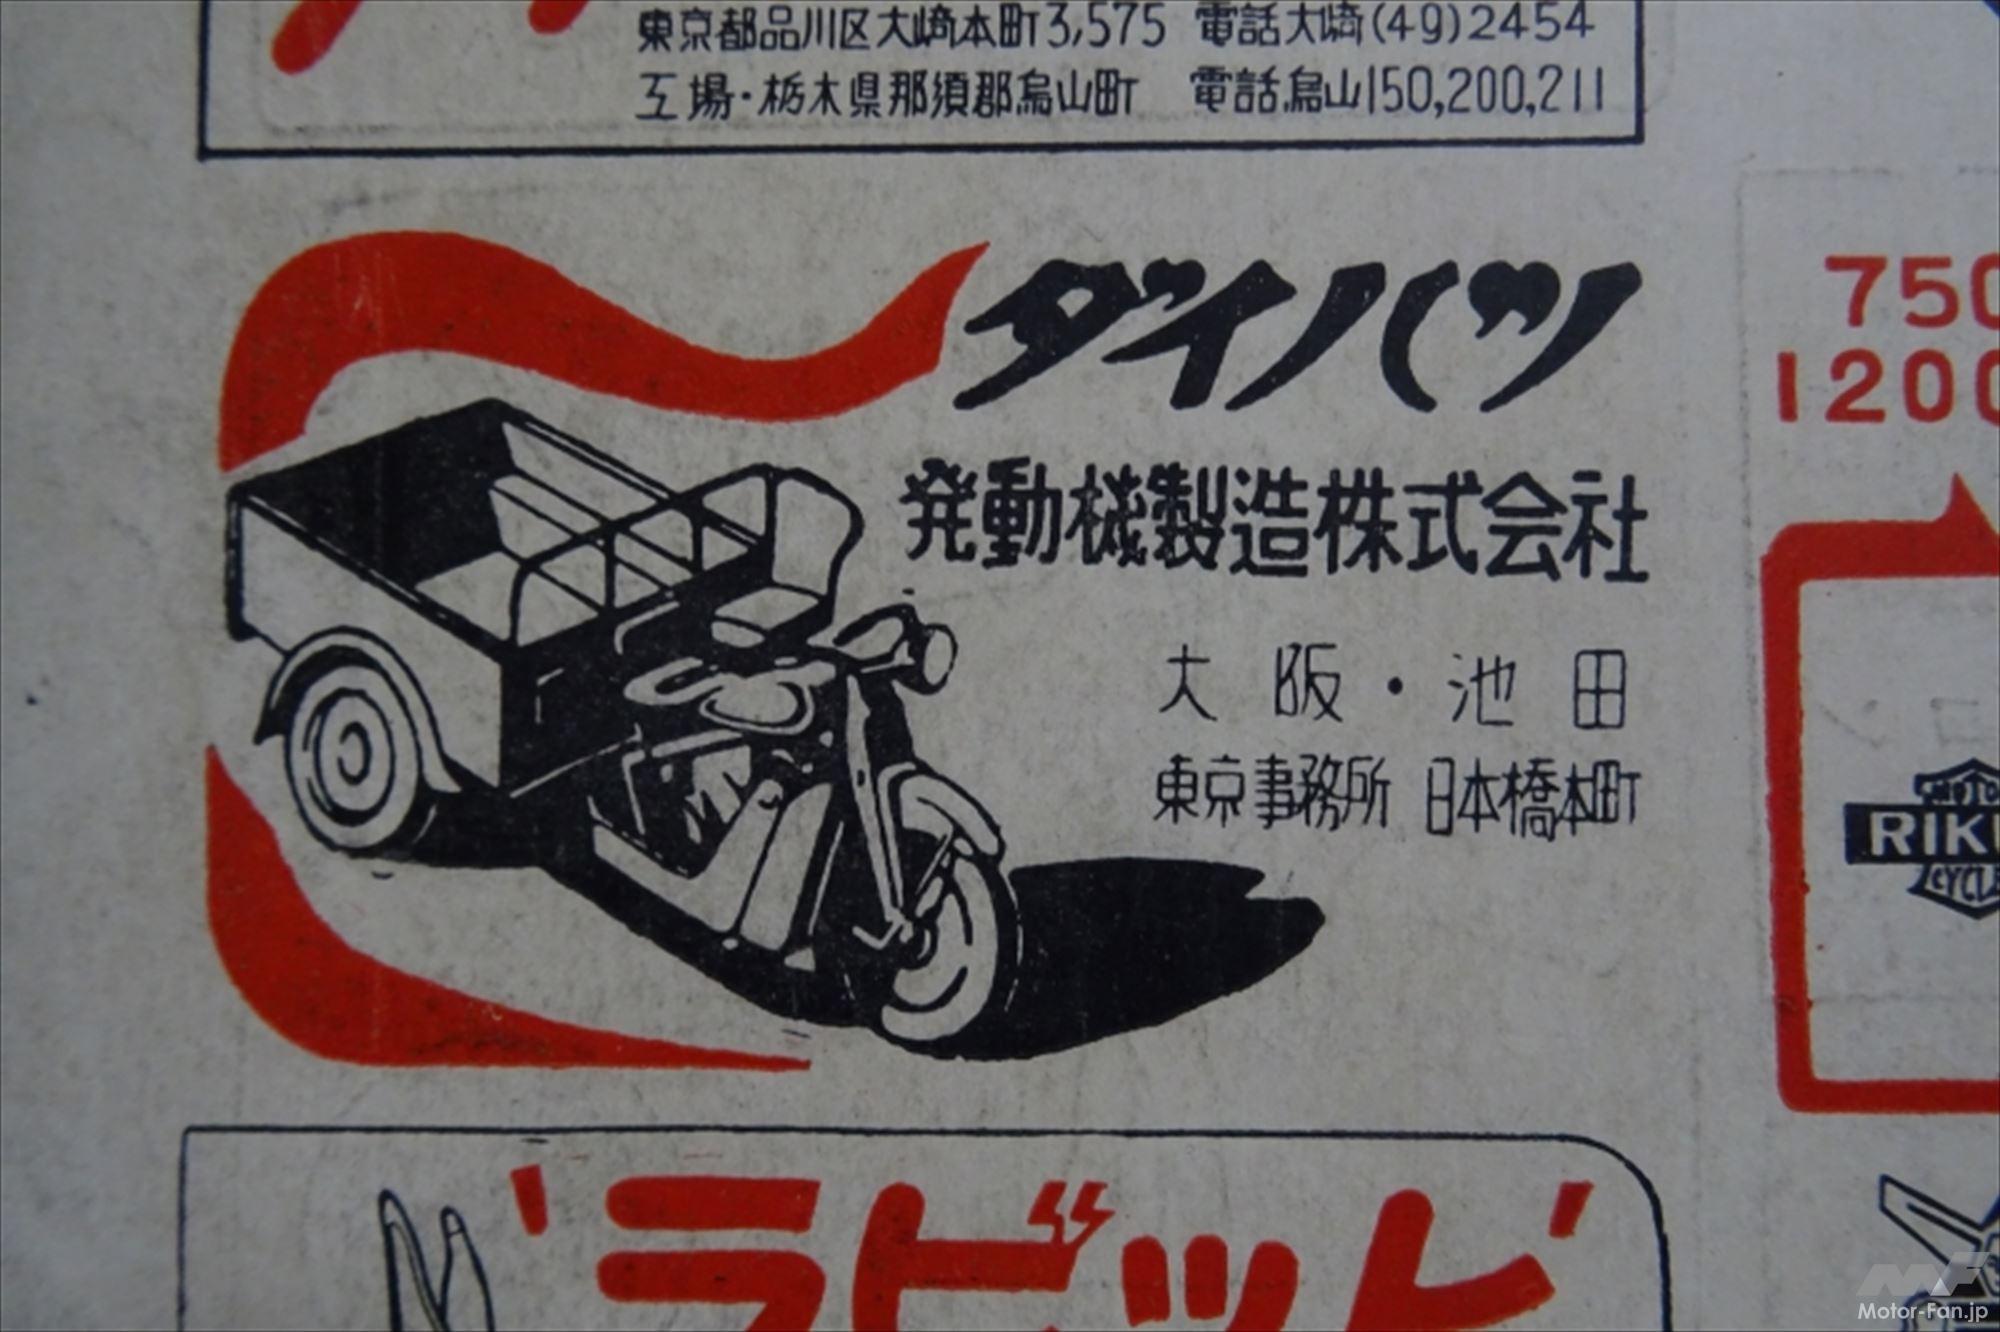 東京都品川区大崎本町3,575 電話大崎(49)2454
工場・栃木県那須郡烏山町 電話烏山150,200,211
ダイハツ
発動機製造株式会社
大阪・池田
東京事務所 日本橋本町
750
1200
MOTO
RIKU
CYCL
"ラビット"
Motor-Fan.jp